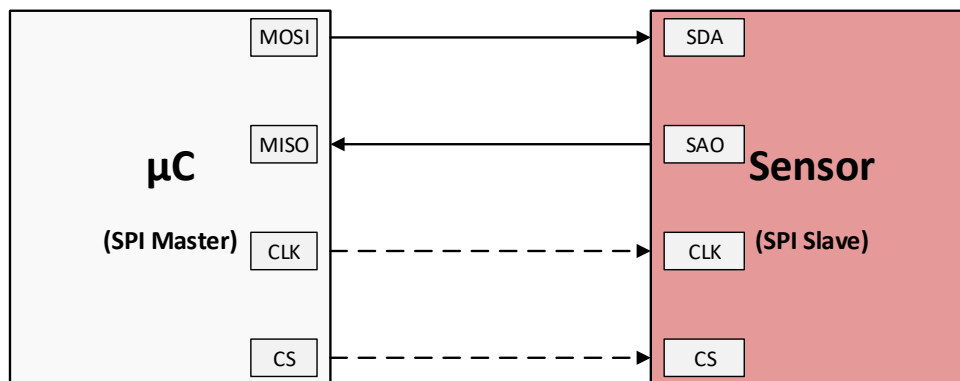 MOSI
SDA
MISO
SAO
µC
Sensor
(SPI Master)
(SPI Slave)
CLK
CLK
CS
CS